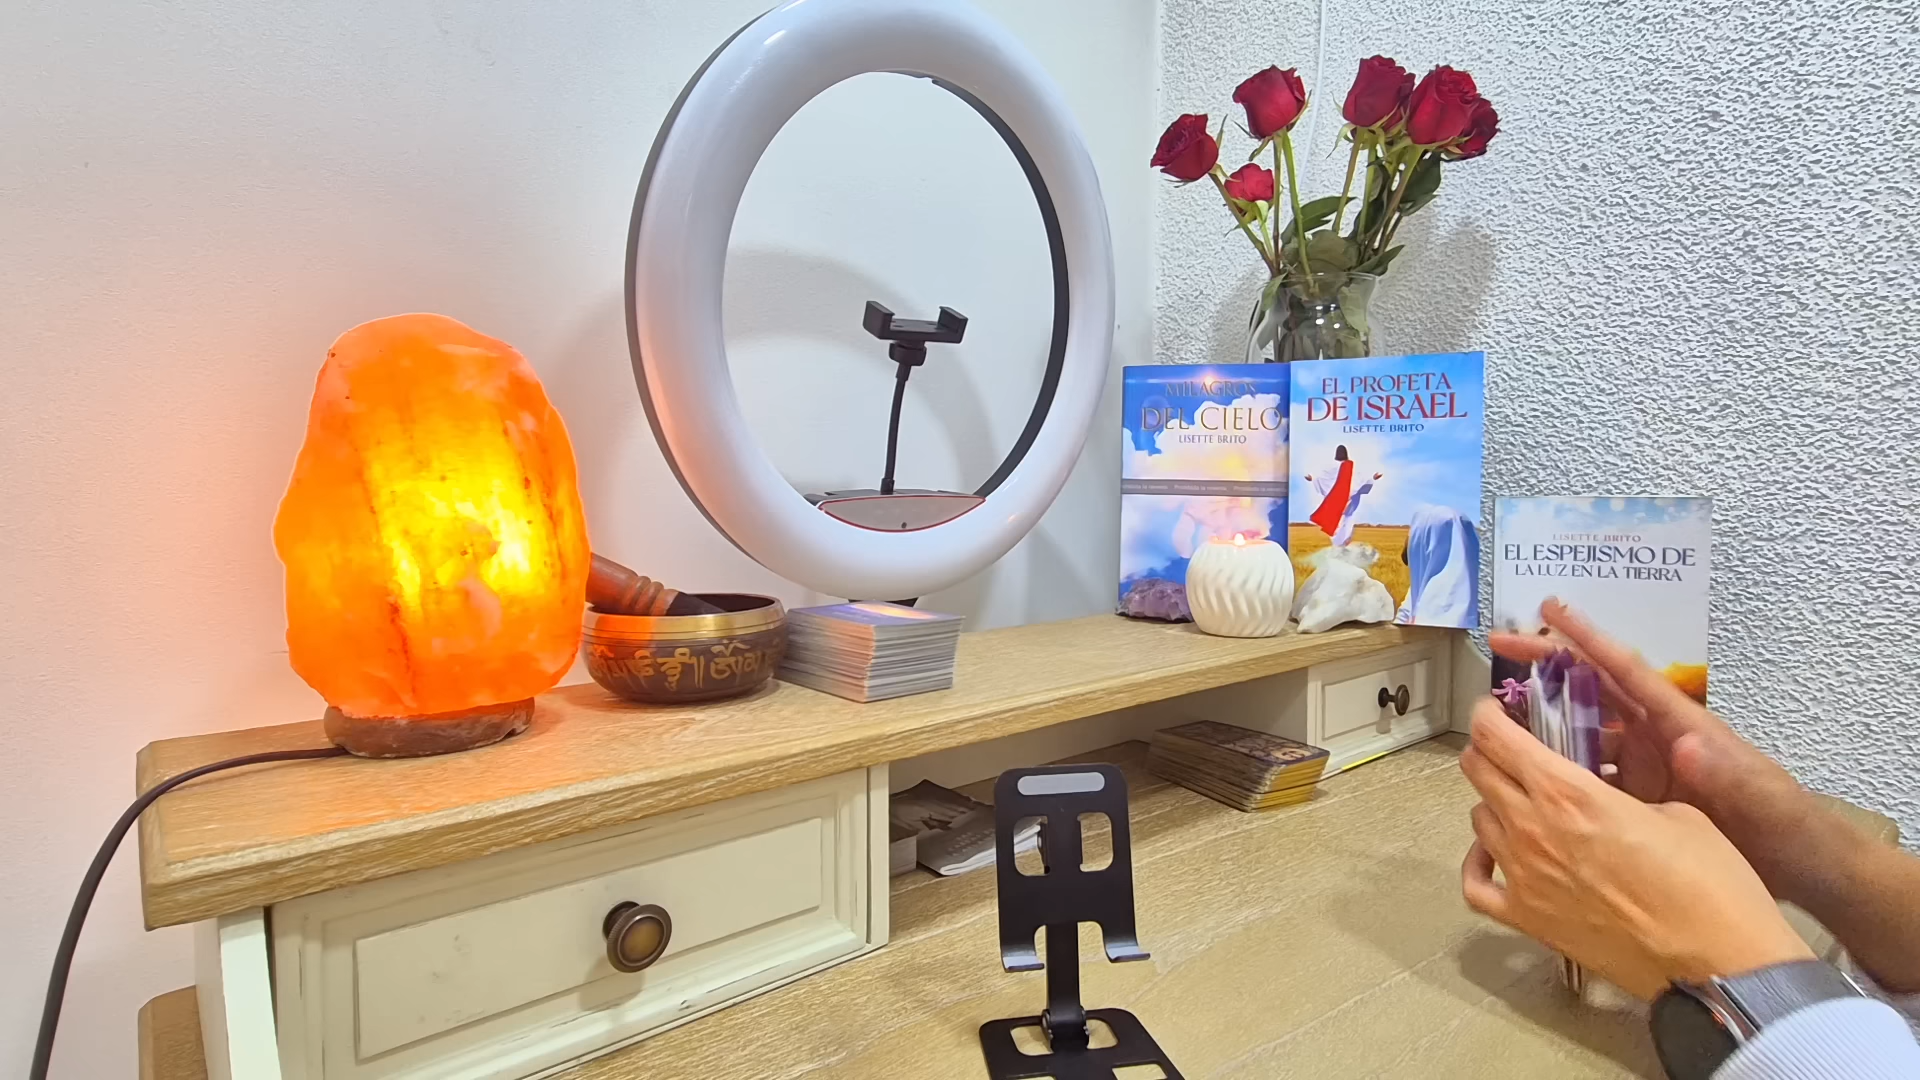 MILAGROS
DEL CIELO
LISETTE BRITO
EL PROFETA
DE ISRAEL
LISETTE BRITO
LISETTE BRITO
EL ESPEJISMO DE
LA LUZ EN LA TIERRA